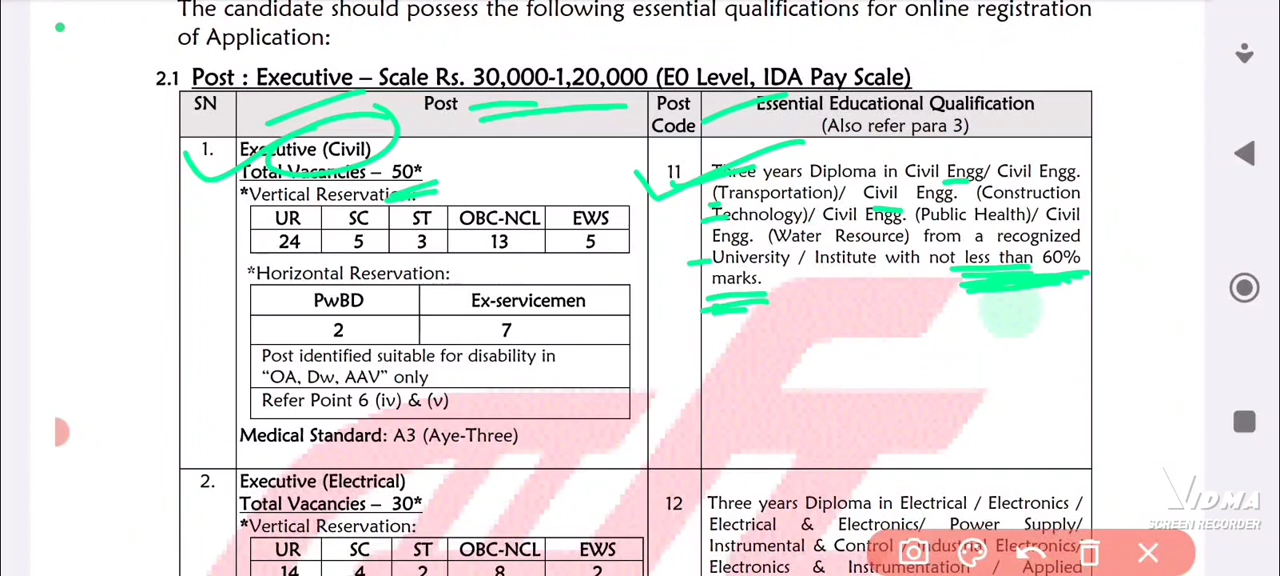 The candidate should possess the following essential qualifications for online registration
of Application:
2.1 Post : Executive – Scale Rs. 30,000-1,20,000 (E0 Level, IDA Pay Scale)
SN Post Post Code Essential Educational Qualification (Also refer para 3)
1. Executive (Civil)
Total Vacancies – 50*
*Vertical Reservation:
UR SC ST OBC-NCL EWS
24 5 3 13 5
*Horizontal Reservation:
PwBD Ex-servicemen
2 7
Post identified suitable for disability in
“OA, Dw, AAV” only
Refer Point 6 (iv) & (v)
Medical Standard: A3 (Aye-Three)
11
Three years Diploma in Civil Engg/ Civil Engg.
(Transportation)/ Civil Engg. (Construction
Technology)/ Civil Engg. (Public Health)/ Civil
Engg. (Water Resource) from a recognized
University / Institute with not less than 60%
marks.
2. Executive (Electrical)
Total Vacancies – 30*
*Vertical Reservation:
UR SC ST OBC-NCL EWS
14 4 2 8 2
12
Three years Diploma in Electrical / Electronics /
Electrical & Electronics/ Power Supply/
Instrumental & Control / Industrial Electronics/
Electronics & Instrumentation / Applied
VIDMA
SCREEN RECORDER